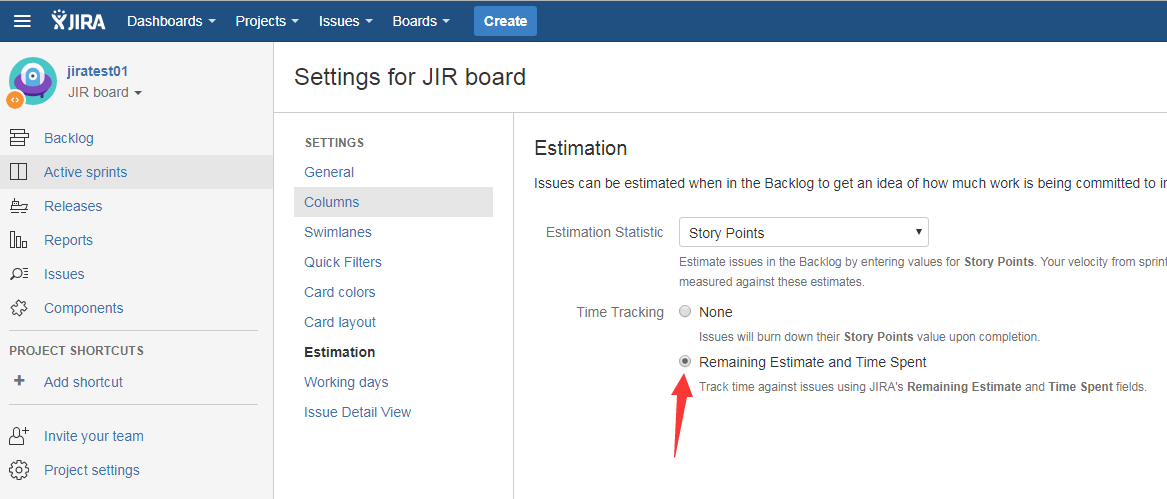 JIRA Dashboards Projects Issues Boards Create
jiratest01
JIR board
Backlog
Active sprints
Releases
Reports
Issues
Components
PROJECT SHORTCUTS
Add shortcut
Invite your team
Project settings
Settings for JIR board
SETTINGS
General
Columns
Swimlanes
Quick Filters
Card colors
Card layout
Estimation
Working days
Issue Detail View
Estimation
Issues can be estimated when in the Backlog to get an idea of how much work is being committed to in
Estimation Statistic Story Points
Estimate issues in the Backlog by entering values for Story Points. Your velocity from sprint
measured against these estimates.
Time Tracking None
Issues will burn down their Story Points value upon completion.
Remaining Estimate and Time Spent
Track time against issues using JIRA's Remaining Estimate and Time Spent fields.